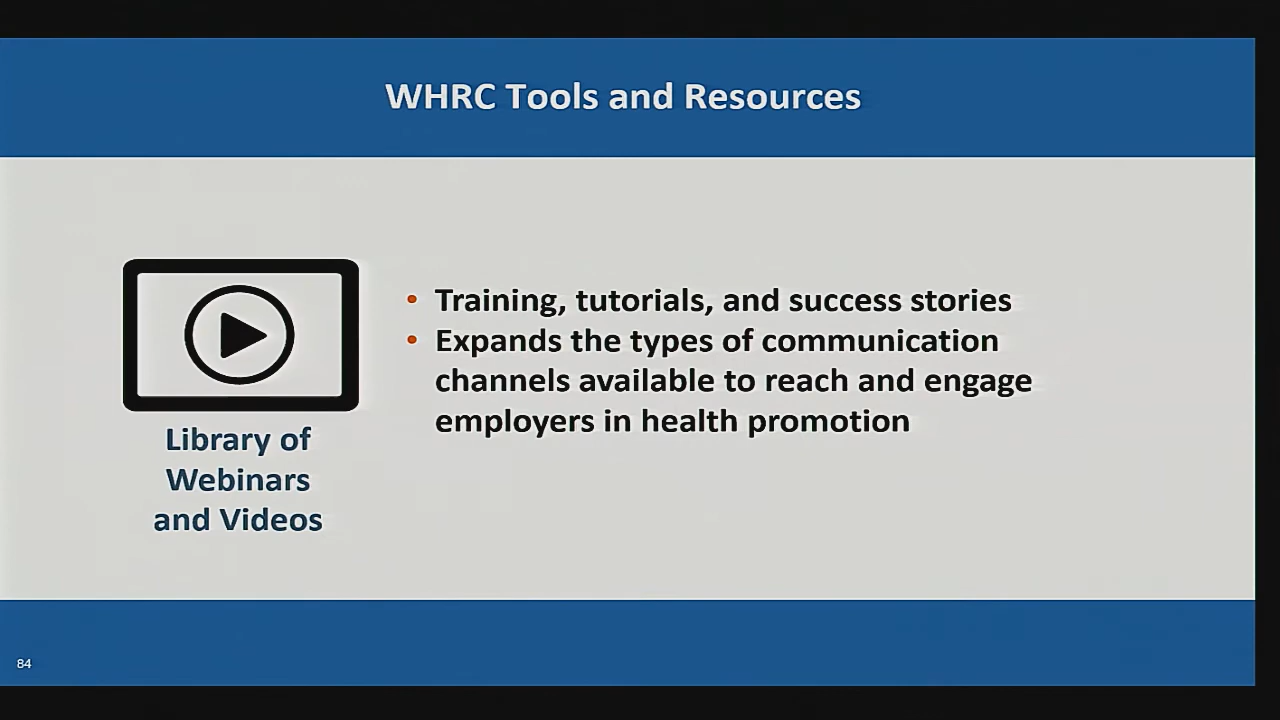 WHRC Tools and Resources
Training, tutorials, and success stories
Expands the types of communication
channels available to reach and engage
employers in health promotion
Library of
Webinars
and Videos
84